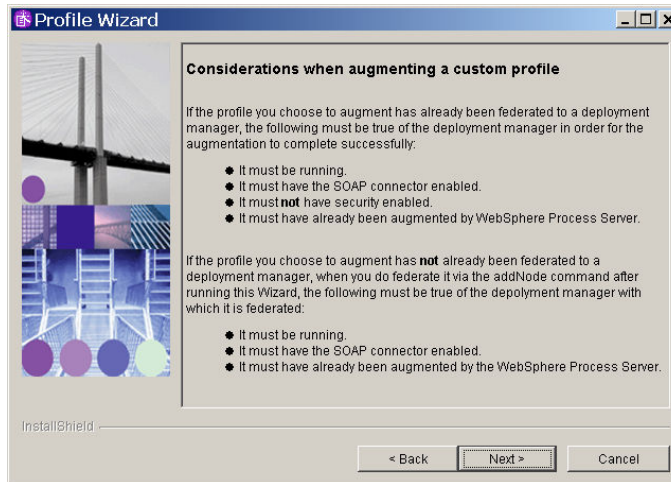 Profile Wizard
Considerations when augmenting a custom profile
If the profile you choose to augment has already been federated to a deployment
manager, the following must be true of the deployment manager in order for the
augmentation to complete successfully:
It must be running.
It must have the SOAP connector enabled.
It must not have security enabled.
It must have already been augmented by WebSphere Process Server.
If the profile you choose to augment has not already been federated to a
deployment manager, when you do federate it via the addNode command after
running this Wizard, the following must be true of the depolyment manager with
which it is federated:
It must be running.
It must have the SOAP connector enabled.
It must have already been augmented by the WebSphere Process Server.
InstallShield
< Back
Next >
Cancel